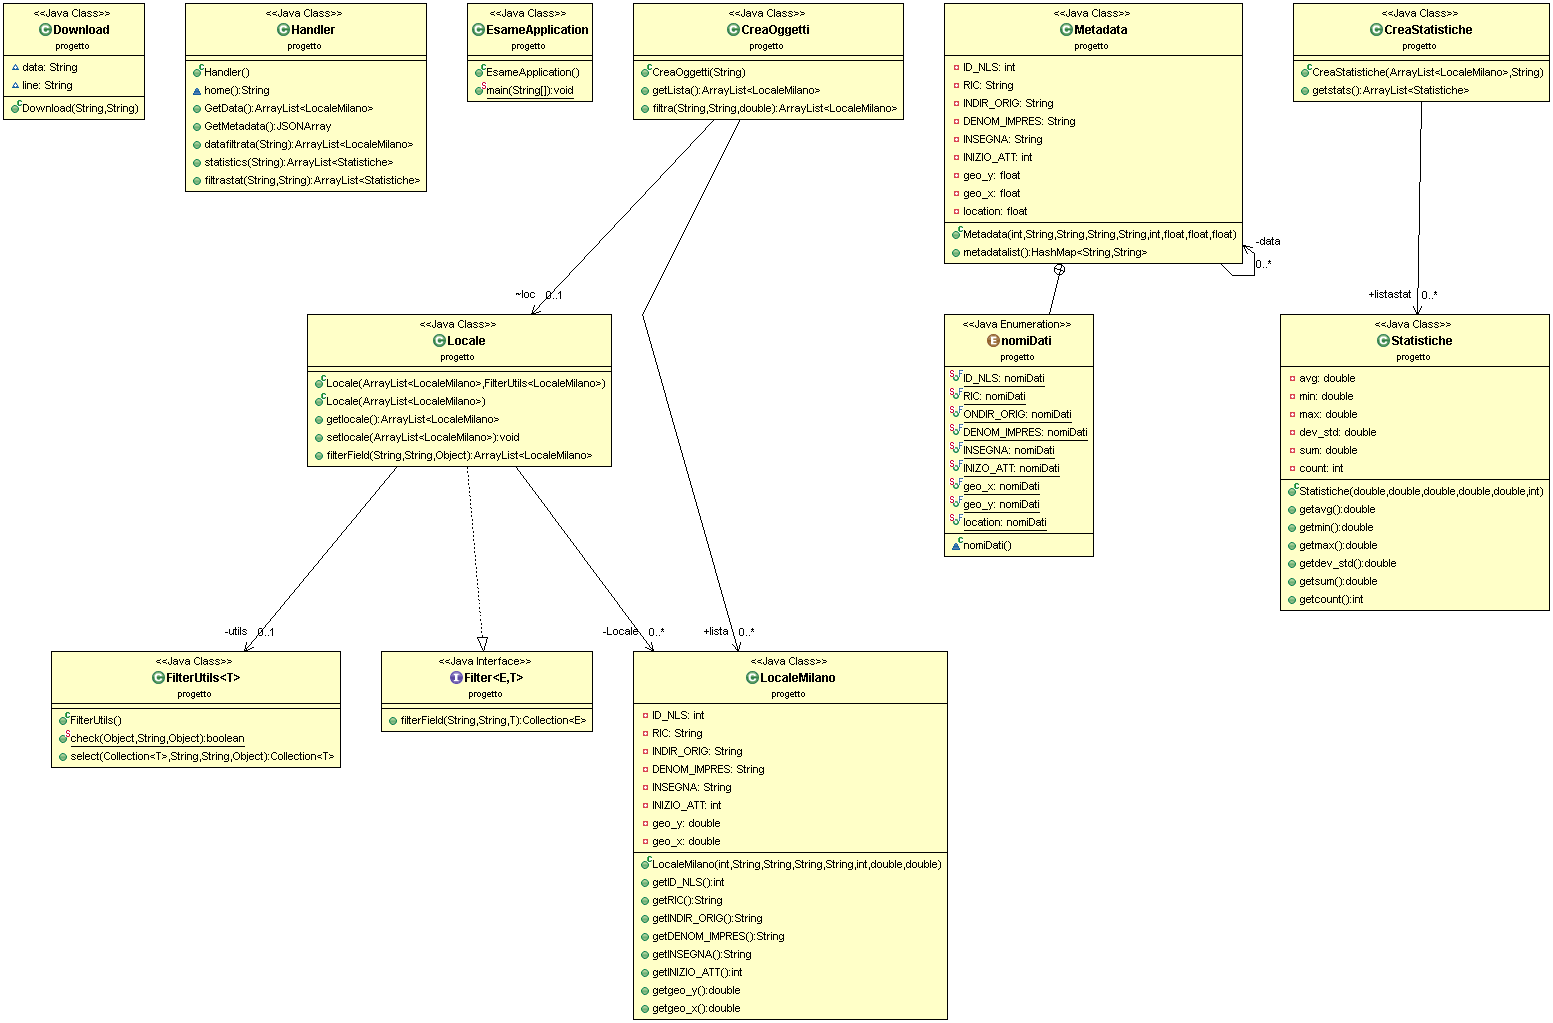 <<Java Class>>
Download
progetto
data: String
line: String
Download(String,String)
<<Java Class>>
Handler
progetto
Handler()
home():String
GetData():ArrayList<LocaleMilano>
GetMetadata():JSONArray
datafiltrata(String):ArrayList<LocaleMilano>
statistics(String):ArrayList<Statistiche>
filtrastat(String,String):ArrayList<Statistiche>
<<Java Class>>
EsameApplication
progetto
EsameApplication()
main(String[]):void
<<Java Class>>
CreaOggetti
progetto
CreaOggetti(String)
getLista():ArrayList<LocaleMilano>
filtra(String,String,double):ArrayList<LocaleMilano>
<<Java Class>>
Metadata
progetto
ID_NLS: int
RIC: String
INDIR_ORIG: String
DENOM_IMPRES: String
INSEGNA: String
INIZIO_ATT: int
geo_y: float
geo_x: float
location: float
Metadata(int,String,String,String,String,int,float,float,float)
metadatalist():HashMap<String,String>
-data
0..*
<<Java Class>>
CreaStatistiche
progetto
CreaStatistiche(ArrayList<LocaleMilano>,String)
getstats():ArrayList<Statistiche>
~loc 0..1
+listastat 0..*
<<Java Class>>
Locale
progetto
Locale(ArrayList<LocaleMilano>,FilterUtils<LocaleMilano>)
Locale(ArrayList<LocaleMilano>)
getlocale():ArrayList<LocaleMilano>
setlocale(ArrayList<LocaleMilano>):void
filterField(String,String,Object):ArrayList<LocaleMilano>
<<Java Enumeration>>
nomiDati
progetto
ID_NLS: nomiDati
RIC: nomiDati
ONDIR_ORIG: nomiDati
DENOM_IMPRES: nomiDati
INSEGNA: nomiDati
INIZO_ATT: nomiDati
geo_x: nomiDati
geo_y: nomiDati
location: nomiDati
nomiDati()
<<Java Class>>
Statistiche
progetto
avg: double
min: double
max: double
dev_std: double
sum: double
count: int
Statistiche(double,double,double,double,double,int)
getavg():double
getmin():double
getmax():double
getdev_std():double
getsum():double
getcount():int
-utils 0..1
-Locale 0..*
+lista 0..*
<<Java Class>>
FilterUtils<T>
progetto
FilterUtils()
check(Object,String,Object):boolean
select(Collection<T>,String,String,Object):Collection<T>
<<Java Interface>>
Filter<E,T>
progetto
filterField(String,String,T):Collection<E>
<<Java Class>>
LocaleMilano
progetto
ID_NLS: int
RIC: String
INDIR_ORIG: String
DENOM_IMPRES: String
INSEGNA: String
INIZIO_ATT: int
geo_y: double
geo_x: double
LocaleMilano(int,String,String,String,String,int,double,double)
getID_NLS():int
getRIC():String
getINDIR_ORIG():String
getDENOM_IMPRES():String
getINSEGNA():String
getINIZIO_ATT():int
getgeo_y():double
getgeo_x():double